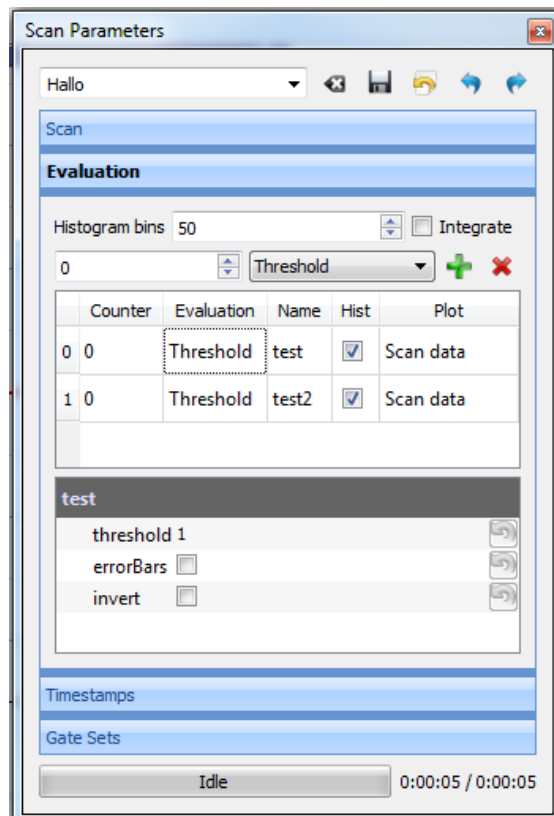 Scan Parameters
Hallo
Scan
Evaluation
Histogram bins 50 Integrate
0 Threshold
Counter Evaluation Name Hist Plot
0 0 Threshold test Scan data
1 0 Threshold test2 Scan data
test
threshold 1
errorBars
invert
Timestamps
Gate Sets
Idle 0:00:05 / 0:00:05